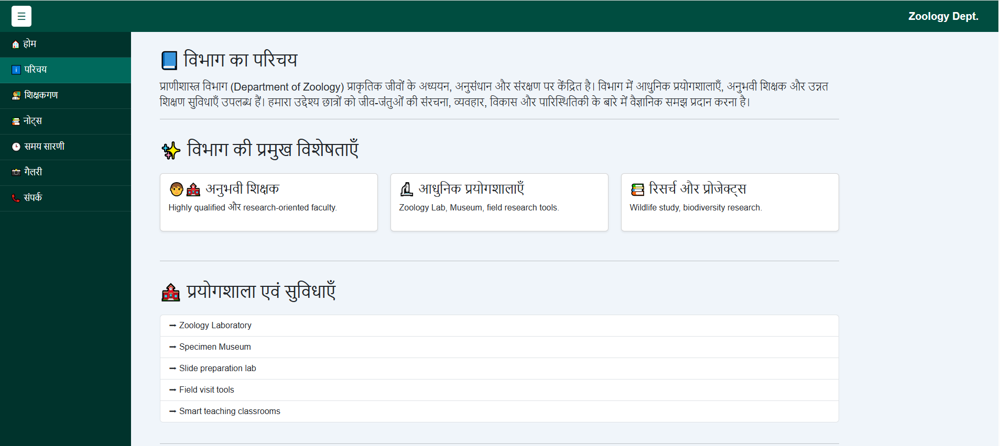 Zoology Dept.
होम
परिचय
शिक्षकगण
नोट्स
समय सारणी
गैलरी
संपर्क
विभाग का परिचय
प्राणीशास्त्र विभाग (Department of Zoology) प्राकृतिक जीवों के अध्ययन, अनुसंधान और संरक्षण पर केंद्रित है। विभाग में आधुनिक प्रयोगशालाएँ, अनुभवी शिक्षक और उन्नत
शिक्षण सुविधाएँ उपलब्ध हैं। हमारा उद्देश्य छात्रों को जीव-जंतुओं की संरचना, व्यवहार, विकास और पारिस्थितिकी के बारे में वैज्ञानिक समझ प्रदान करना है।
विभाग की प्रमुख विशेषताएँ
अनुभवी शिक्षक
Highly qualified और research-oriented faculty.
आधुनिक प्रयोगशालाएँ
Zoology Lab, Museum, field research tools.
रिसर्च और प्रोजेक्ट्स
Wildlife study, biodiversity research.
प्रयोगशाला एवं सुविधाएँ
➞ Zoology Laboratory
➞ Specimen Museum
➞ Slide preparation lab
➞ Field visit tools
➞ Smart teaching classrooms